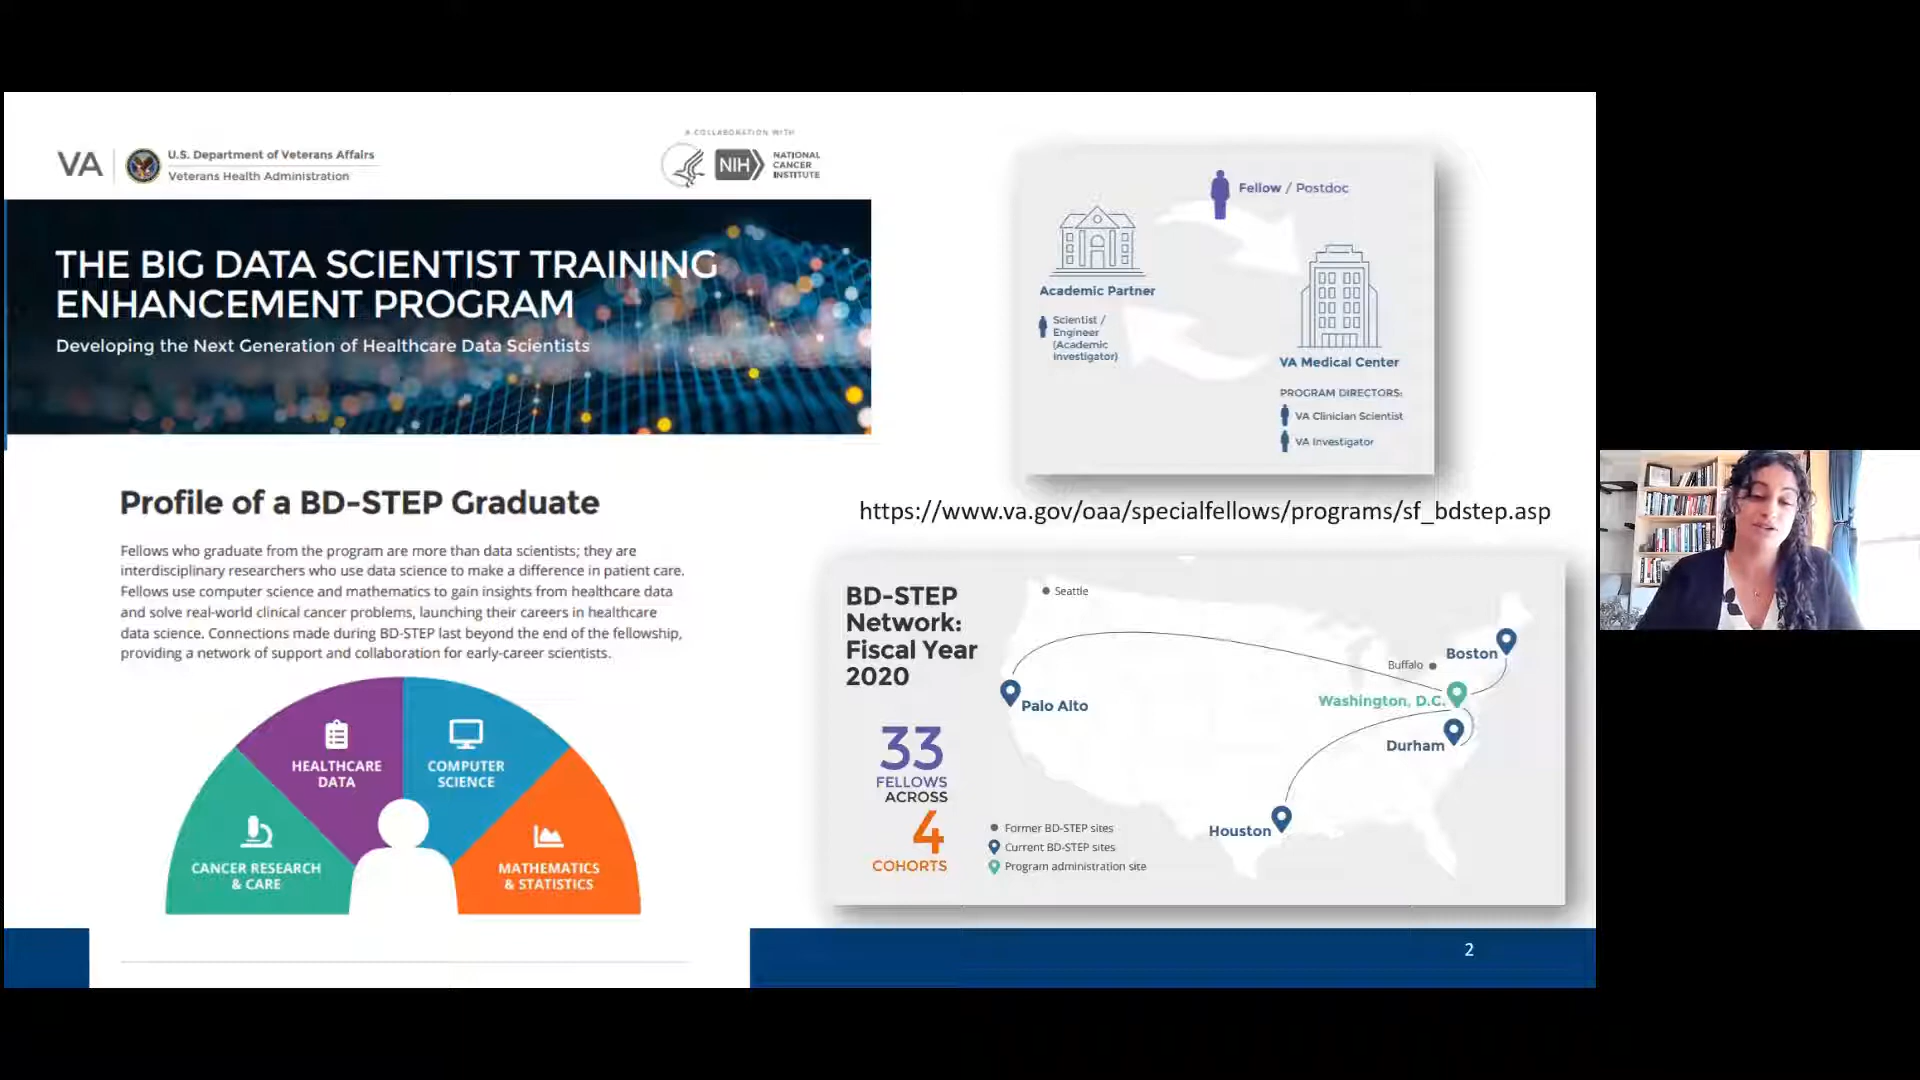 VA
U.S. Department of Veterans Affairs
Veterans Health Administration
A COLLABORATION WITH
NIH
NATIONAL
CANCER
INSTITUTE
THE BIG DATA SCIENTIST TRAINING
ENHANCEMENT PROGRAM
Developing the Next Generation of Healthcare Data Scientists
Profile of a BD-STEP Graduate
Fellows who graduate from the program are more than data scientists; they are
interdisciplinary researchers who use data science to make a difference in patient care.
Fellows use computer science and mathematics to gain insights from healthcare data
and solve real-world clinical cancer problems, launching their careers in healthcare
data science. Connections made during BD-STEP last beyond the end of the fellowship,
providing a network of support and collaboration for early-career scientists.
HEALTHCARE
DATA
COMPUTER
SCIENCE
CANCER RESEARCH
& CARE
MATHEMATICS
& STATISTICS
Fellow / Postdoc
Academic Partner
Scientist /
Engineer
(Academic
Investigator)
VA Medical Center
PROGRAM DIRECTORS:
VA Clinician Scientist
VA Investigator
https://www.va.gov/oaa/specialfellows/programs/sf_bdstep.asp
BD-STEP
Network:
Fiscal Year
2020
33
FELLOWS
ACROSS
4
COHORTS
Seattle
Palo Alto
Buffalo
Boston
Washington, D.C.
Durham
Houston
Former BD-STEP sites
Current BD-STEP sites
Program administration site
2